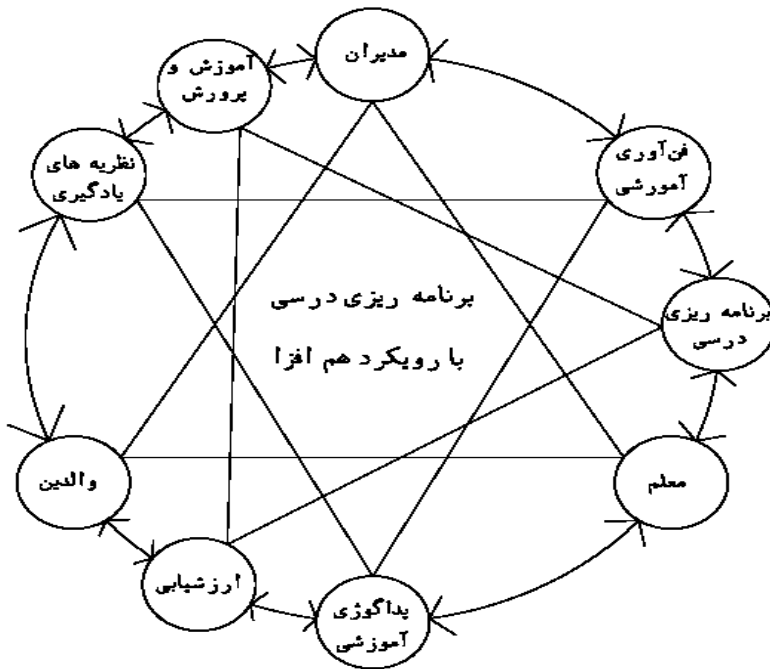 مدیران
آموزش و
پرورش
فن‌آوری
آمورشی
نظریه های
یادگیری
برنامه ریزی درسی
با رویکرد هم افزا
برنامه ریزی
درسی
والدین
معلم
ارزشیابی
پداگوژی
آموزشی